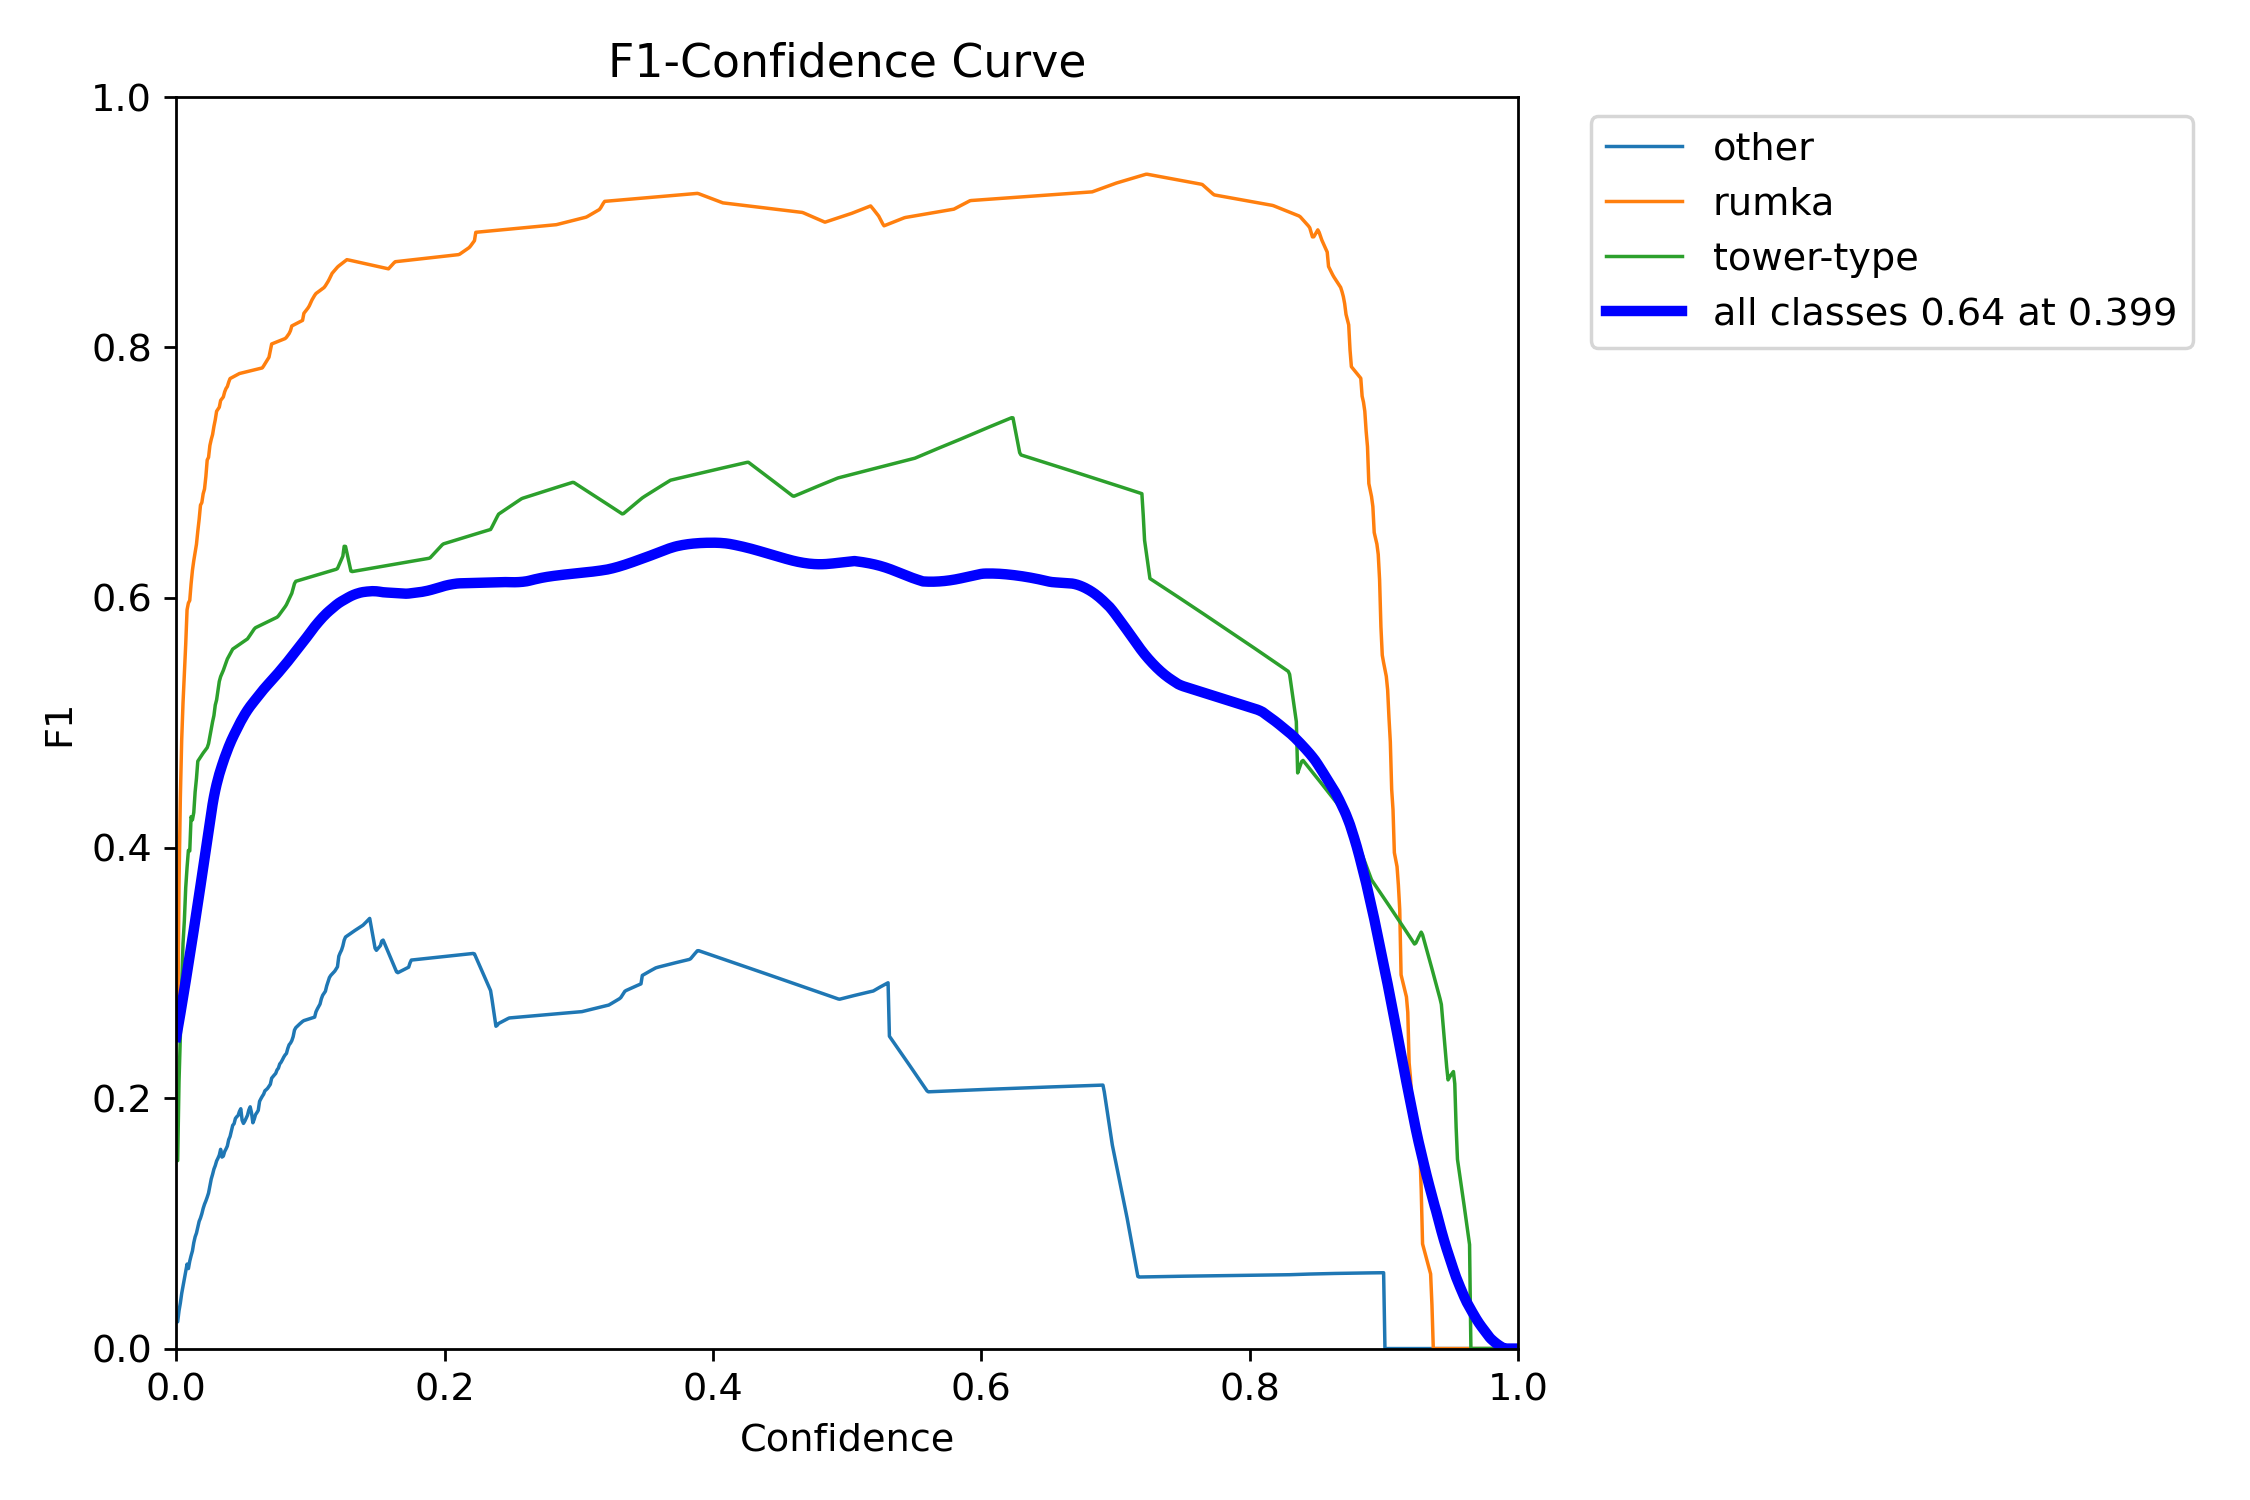 F1-Confidence Curve
1.0
0.8
0.6
0.4
0.2
0.0
F1
0.0 0.2 0.4 0.6 0.8 1.0
Confidence
other
rumka
tower-type
all classes 0.64 at 0.399